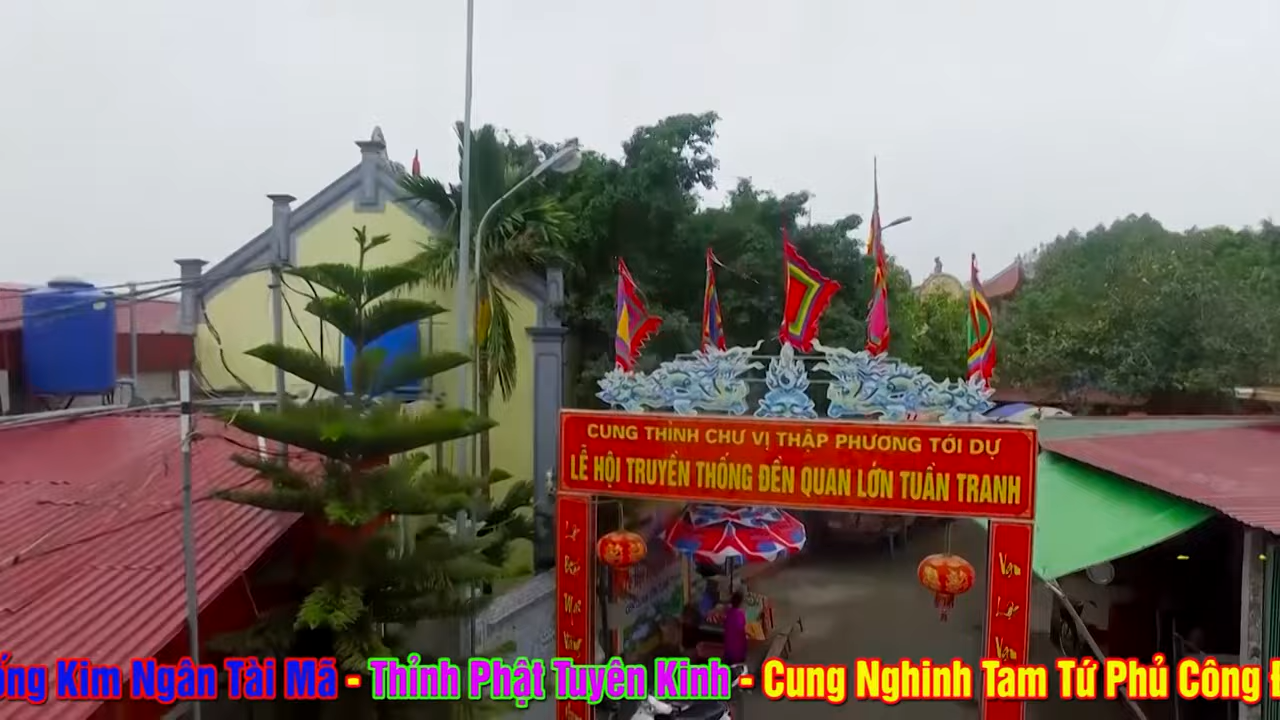 CUNG THỈNH CHƯ VỊ THẬP PHƯƠNG TỚI DỰ
LỄ HỘI TRUYỀN THỐNG ĐỀN QUAN LỚN TUẦN TRANH
Kim Ngân Tài Mã - Thỉnh Phật Tuyên Kinh - Cung Nghinh Tam Tứ Phủ Công